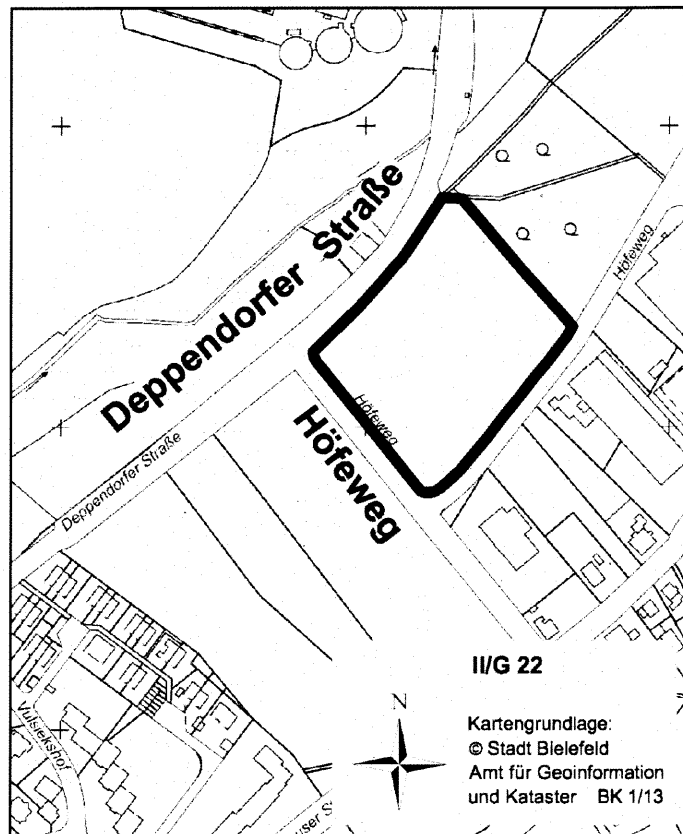 Deppendorfer Straße
Höfeweg
Höfeweg
Höfeweg
Deppendorfer Straße
Vulsiekshof
II/G 22
N
Kartengrundlage:
© Stadt Bielefeld
Amt für Geoinformation
und Kataster BK 1/13